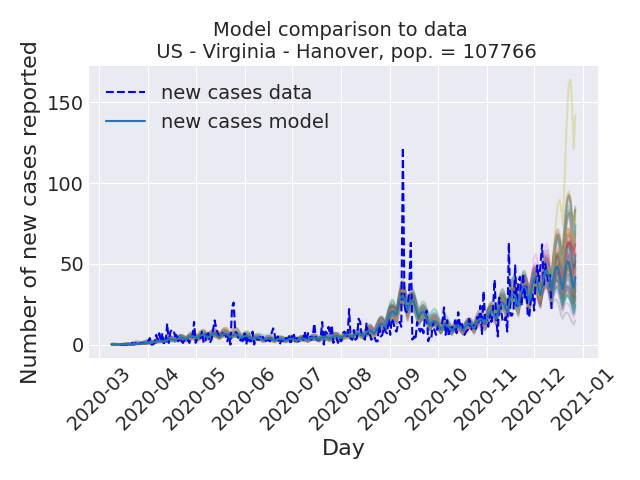 Model comparison to data
US - Virginia - Hanover, pop. = 107766
Number of new cases reported
150
100
50
0
new cases data
new cases model
2020-03
2020-04
2020-05
2020-06
2020-07
2020-08
2020-09
2020-10
2020-11
2020-12
2021-01
Day